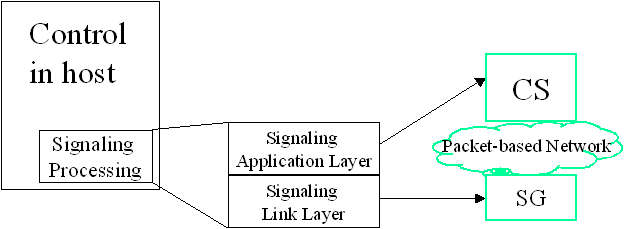 Control
in host
Signaling
Processing
Signaling
Application Layer
Signaling
Link Layer
CS
Packet-based Network
SG